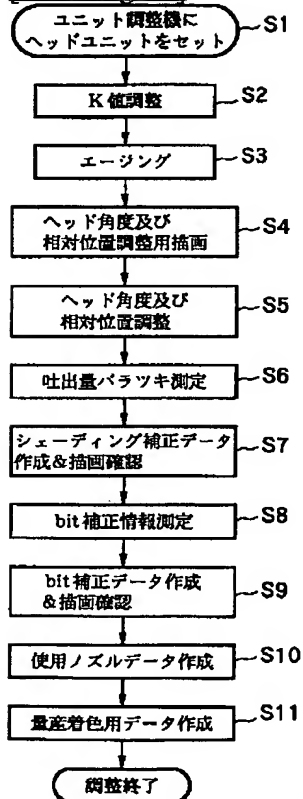 ユニット調整機に
ヘッドユニットをセット
S1
K値調整
S2
エージング
S3
ヘッド角度及び
相対位置調整用描画
S4
ヘッド角度及び
相対位置調整
S5
吐出量バラツキ測定
S6
シェーディング補正データ
作成&描画確認
S7
bit補正情報測定
S8
bit補正データ作成
&描画確認
S9
使用ノズルデータ作成
S10
量産着色用データ作成
S11
調整終了